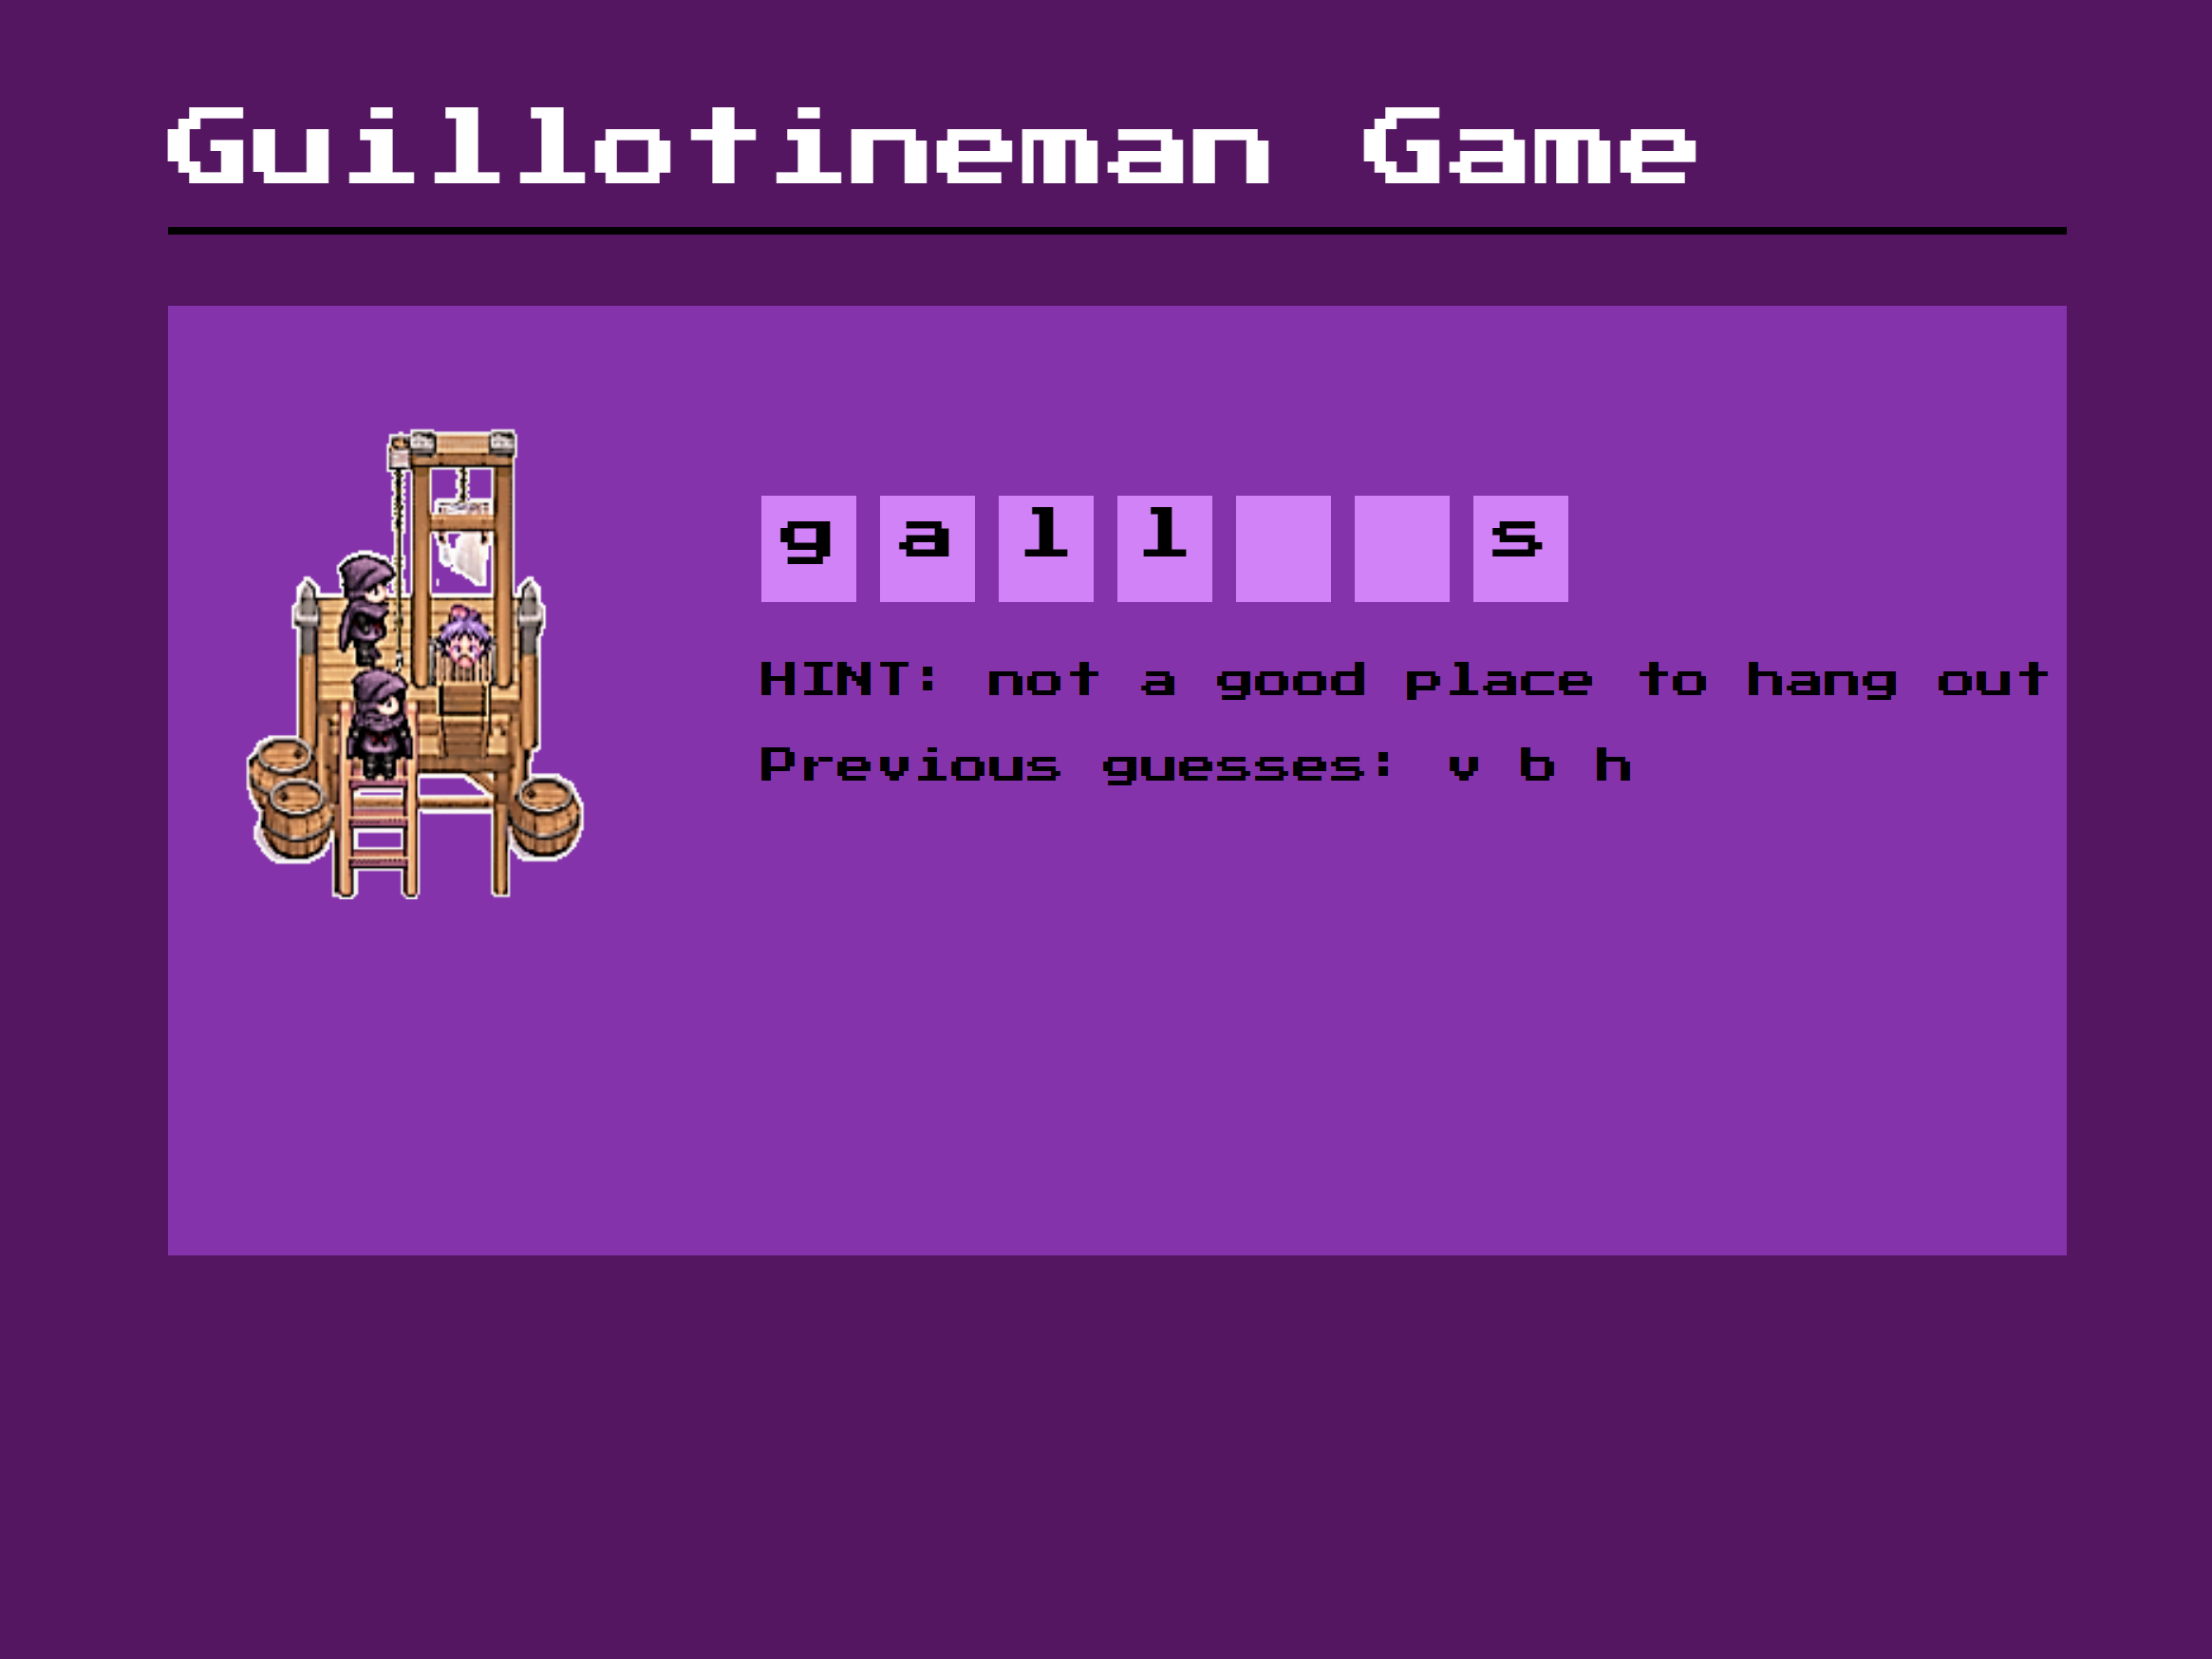 Guillotineman Game
g a l l s
HINT: not a good place to hang out
Previous guesses: v b h